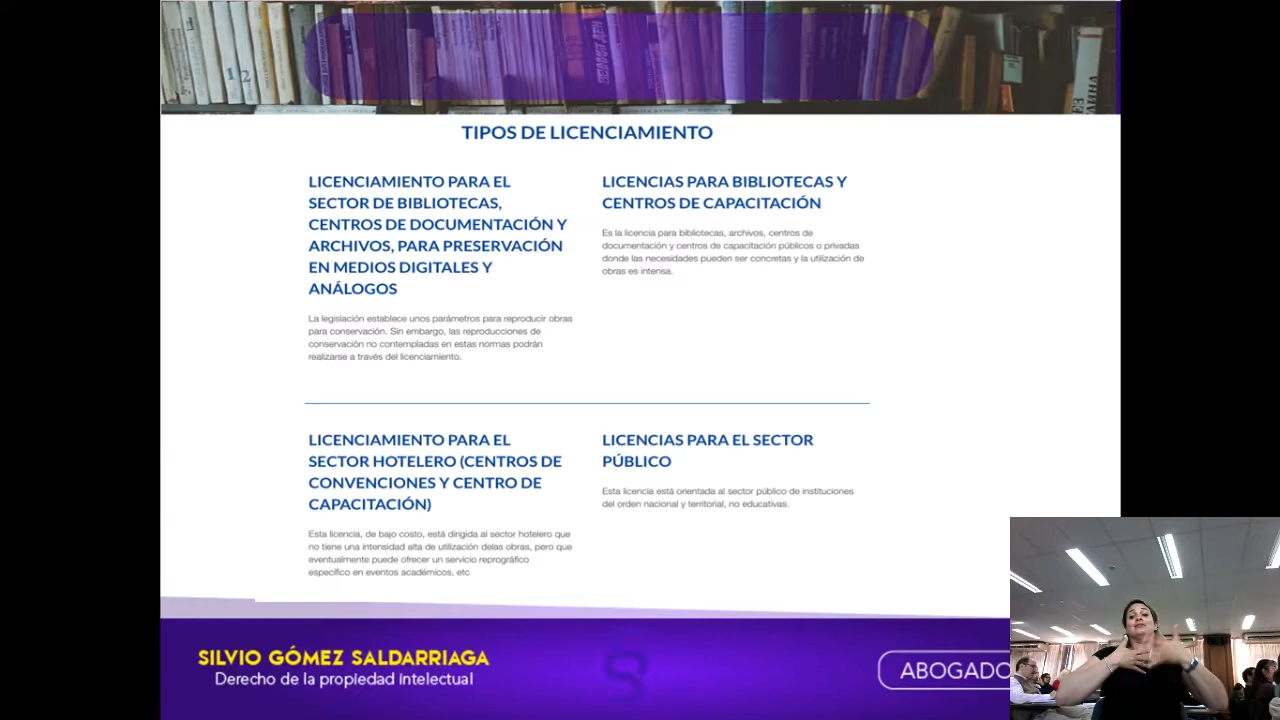 TIPOS DE LICENCIAMIENTO
LICENCIAMIENTO PARA EL
SECTOR DE BIBLIOTECAS,
CENTROS DE DOCUMENTACIÓN Y
ARCHIVOS, PARA PRESERVACIÓN
EN MEDIOS DIGITALES Y
ANÁLOGOS
La legislación establece unos parámetros para reproducir obras
para conservación. Sin embargo, las reproducciones de
conservación no contempladas en estas normas podrán
realizarse a través del licenciamiento.
LICENCIAS PARA BIBLIOTECAS Y
CENTROS DE CAPACITACIÓN
Es la licencia para bibliotecas, archivos, centros de
documentación y centros de capacitación públicos o privadas
donde las necesidades pueden ser concretas y la utilización de
obras es intensa.
LICENCIAMIENTO PARA EL
SECTOR HOTELERO (CENTROS DE
CONVENCIONES Y CENTRO DE
CAPACITACIÓN)
Esta licencia, de bajo costo, está dirigida al sector hotelero que
no tiene una intensidad alta de utilización delas obras, pero que
eventualmente puede ofrecer un servicio reprográfico
específico en eventos académicos, etc
LICENCIAS PARA EL SECTOR
PÚBLICO
Esta licencia está orientada al sector público de instituciones
del orden nacional y territorial, no educativas.
SILVIO GÓMEZ SALDARRIAGA
Derecho de la propiedad intelectual
ABOGADO